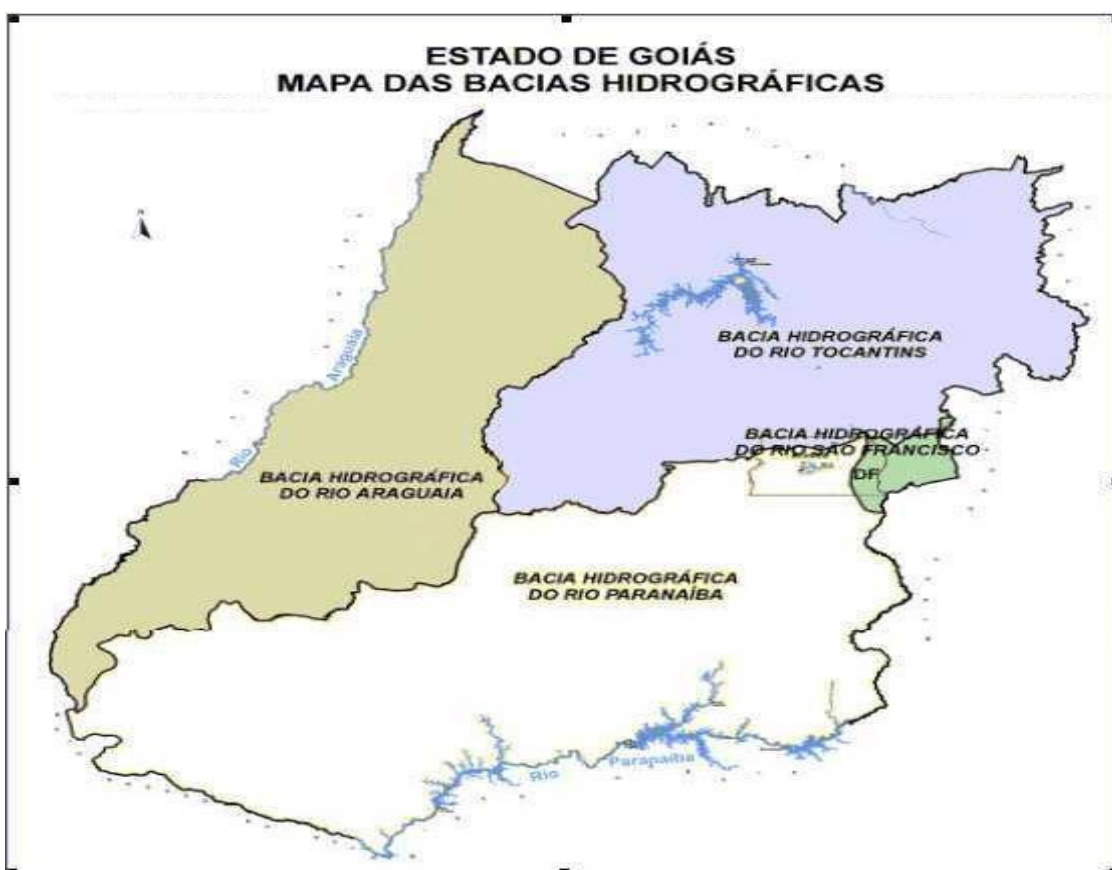 ESTADO DE GOIÁS
MAPA DAS BACIAS HIDROGRÁFICAS
N
Rio Araguaia
BACIA HIDROGRÁFICA
DO RIO TOCANTINS
BACIA HIDROGRÁFICA
DO RIO SÃO FRANCISCO
DF
BACIA HIDROGRÁFICA
DO RIO ARAGUAIA
BACIA HIDROGRÁFICA
DO RIO PARANAÍBA
Rio Paranaíba